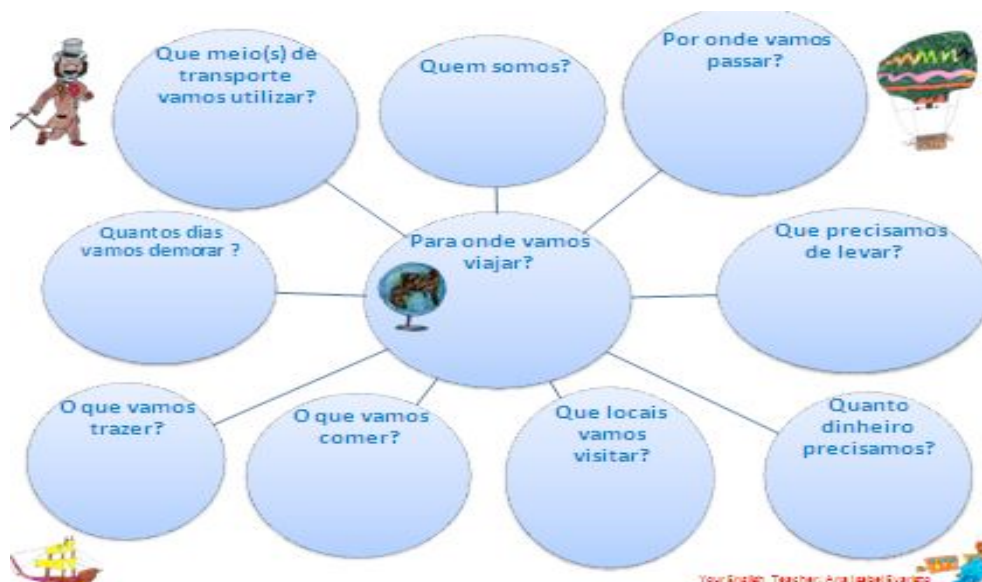 Que meio(s) de
transporte
vamos utilizar?
Quem somos?
Por onde vamos
passar?
Quantos dias
vamos demorar ?
Para onde vamos
viajar?
Que precisamos
de levar?
O que vamos
trazer?
O que vamos
comer?
Que locais
vamos
visitar?
Quanto
dinheiro
precisamos?
Your English Teacher: Ana Isabel